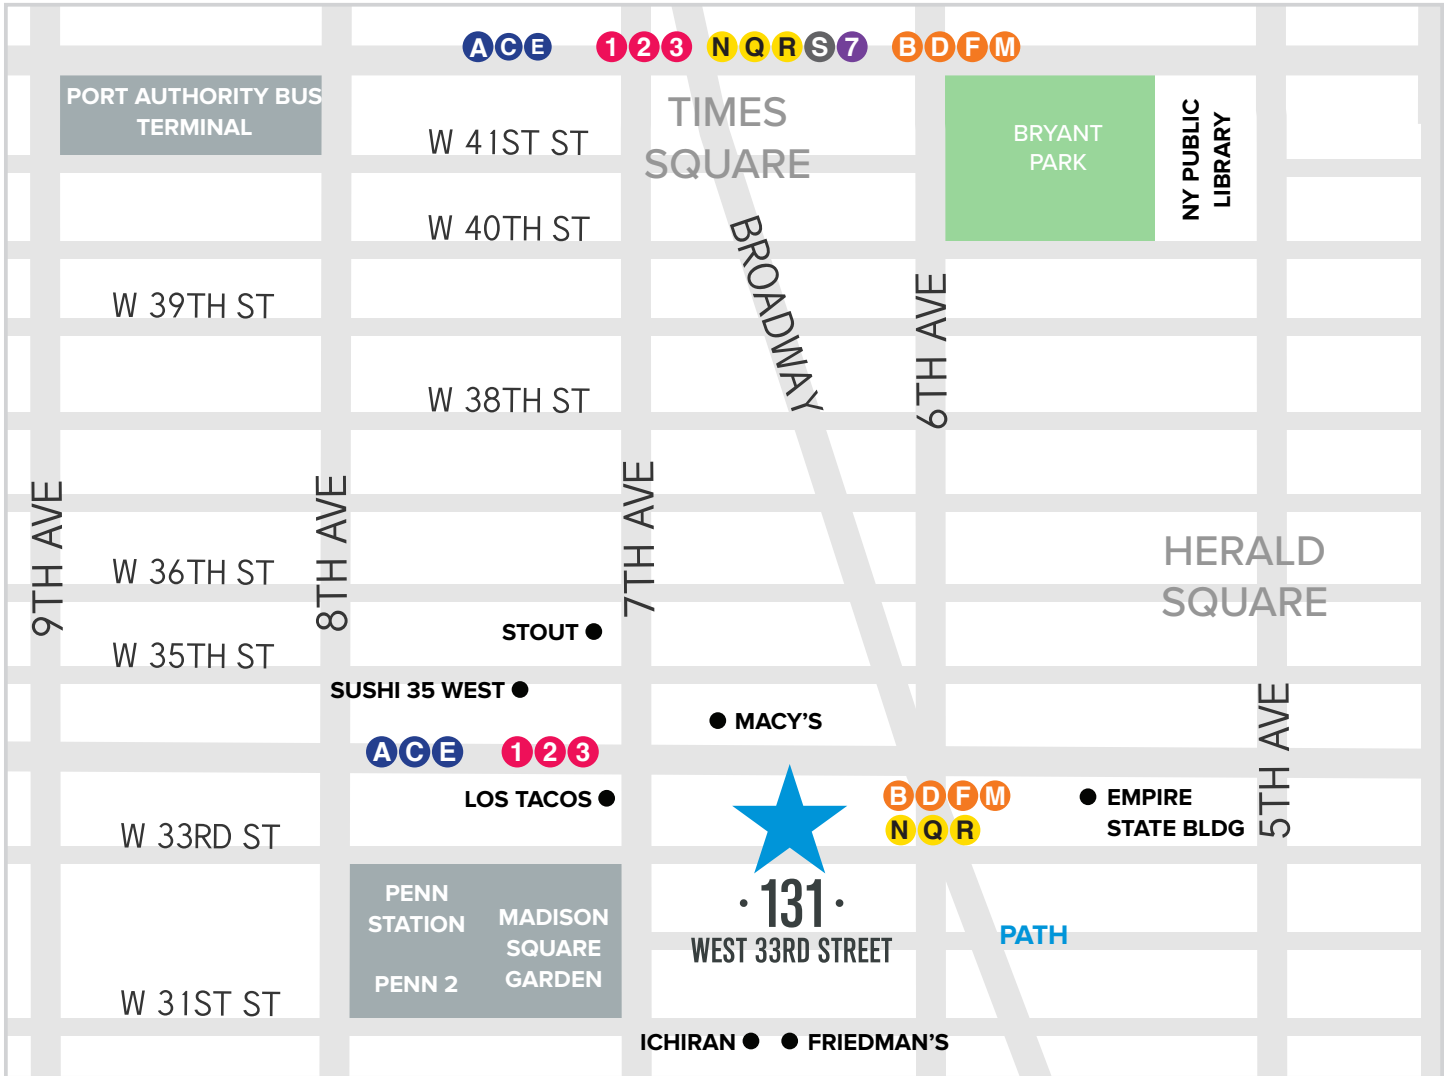 A C E 1 2 3 N Q R S 7 B D F M
PORT AUTHORITY BUS
TERMINAL
W 41ST ST
TIMES
SQUARE
BRYANT
PARK
NY PUBLIC
LIBRARY
W 40TH ST
BROADWAY
W 39TH ST
6TH AVE
W 38TH ST
9TH AVE
8TH AVE
7TH AVE
HERALD
SQUARE
W 36TH ST
STOUT
W 35TH ST
SUSHI 35 WEST
MACY'S
5TH AVE
A C E 1 2 3
LOS TACOS
B D F M
N Q R
EMPIRE
STATE BLDG
W 33RD ST
PENN
STATION
PENN 2
MADISON
SQUARE
GARDEN
· 131 ·
WEST 33RD STREET
PATH
W 31ST ST
ICHIRAN
FRIEDMAN'S